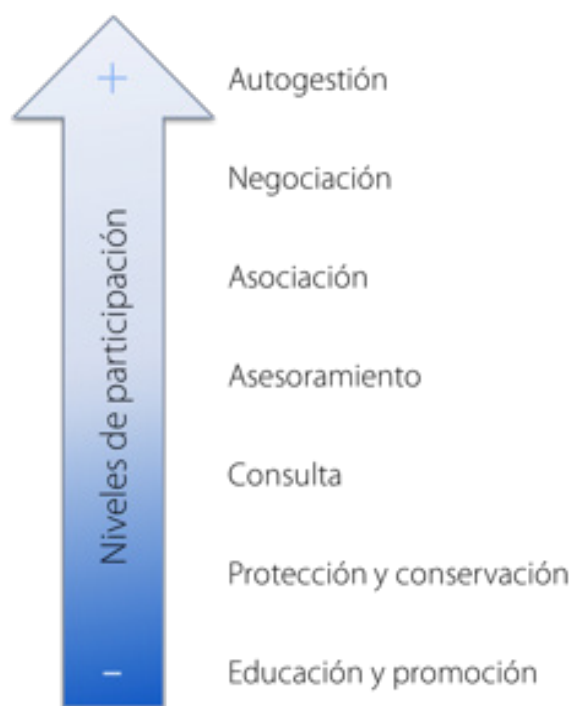 +
Autogestión
Negociación
Asociación
Asesoramiento
Consulta
Protección y conservación
Educación y promoción
Niveles de participación
–